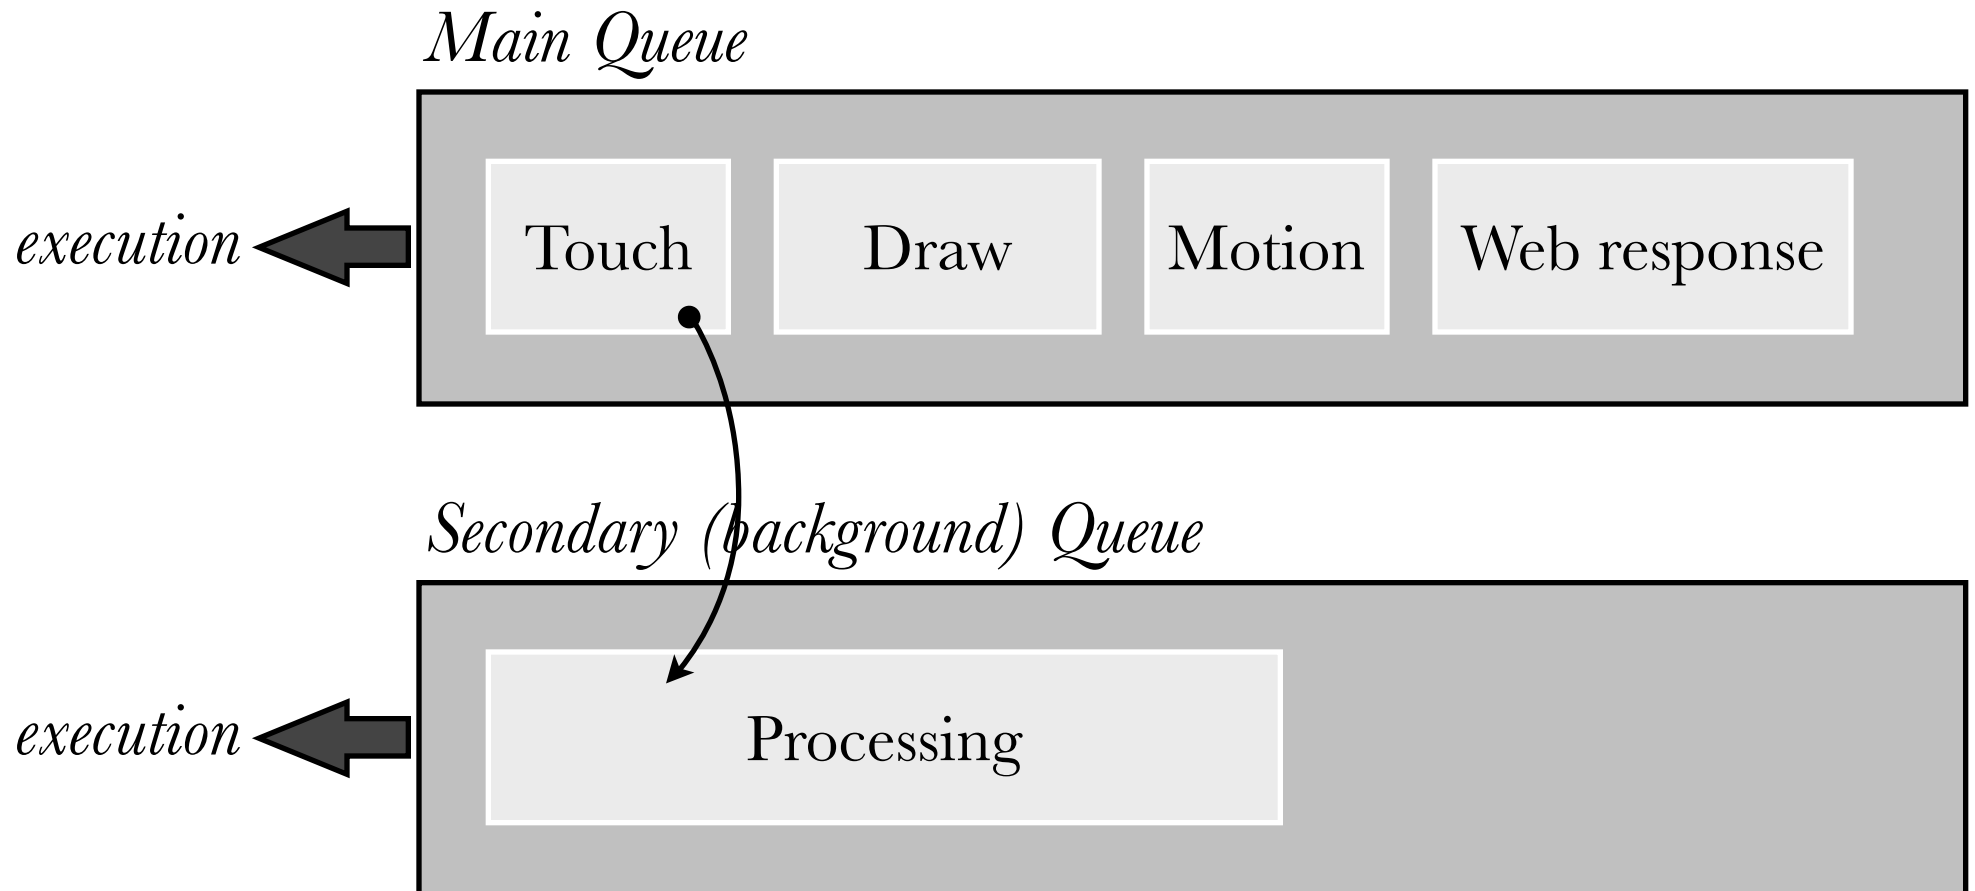 Main Queue
execution
Touch
Draw
Motion
Web response
Secondary (background) Queue
execution
Processing